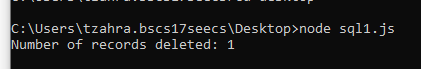 C:\Users\tzahra.bscs17seecs\Desktop>node sql1.js
Number of records deleted: 1